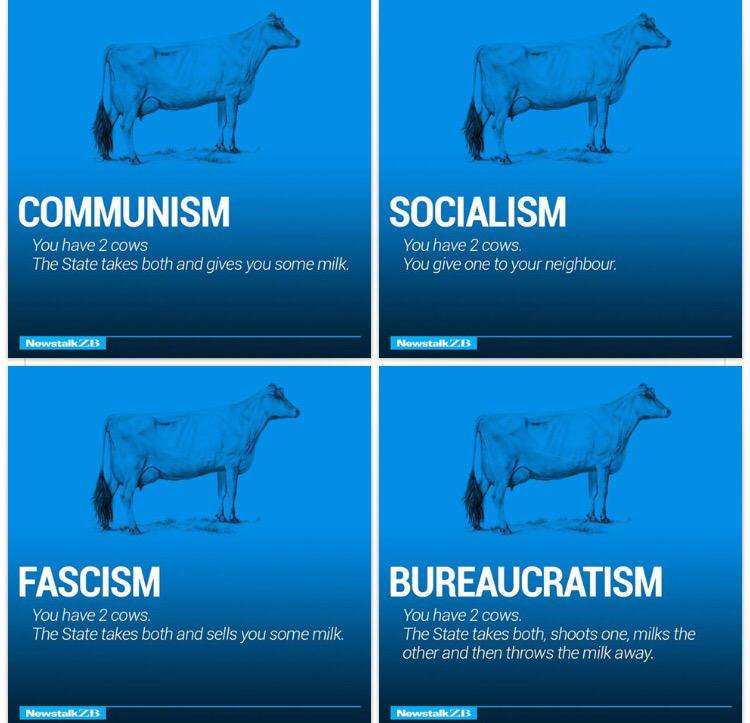 COMMUNISM
You have 2 cows
The State takes both and gives you some milk.
NewstalkZB
SOCIALISM
You have 2 cows.
You give one to your neighbour.
NewstalkZB
FASCISM
You have 2 cows.
The State takes both and sells you some milk.
NewstalkZB
BUREAUCRATISM
You have 2 cows.
The State takes both, shoots one, milks the
other and then throws the milk away.
NewstalkZB